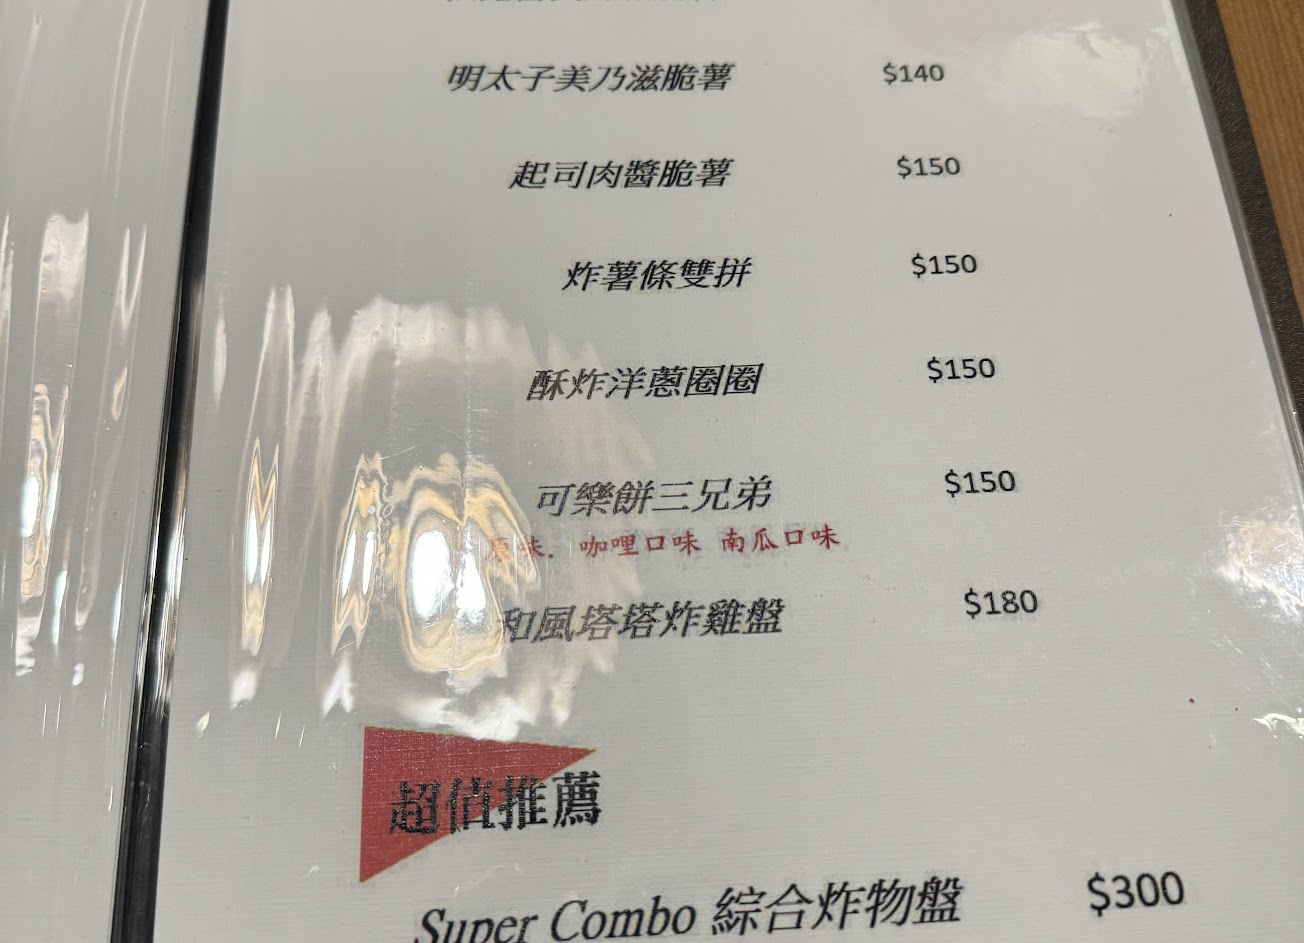 明太子美乃滋脆薯 $140
起司肉醬脆薯 $150
炸薯條雙拼 $150
酥炸洋蔥圈圈 $150
可樂餅三兄弟 $150
原味. 咖哩口味 南瓜口味
和風塔塔炸雞盤 $180
超值推薦
Super Combo 綜合炸物盤 $300